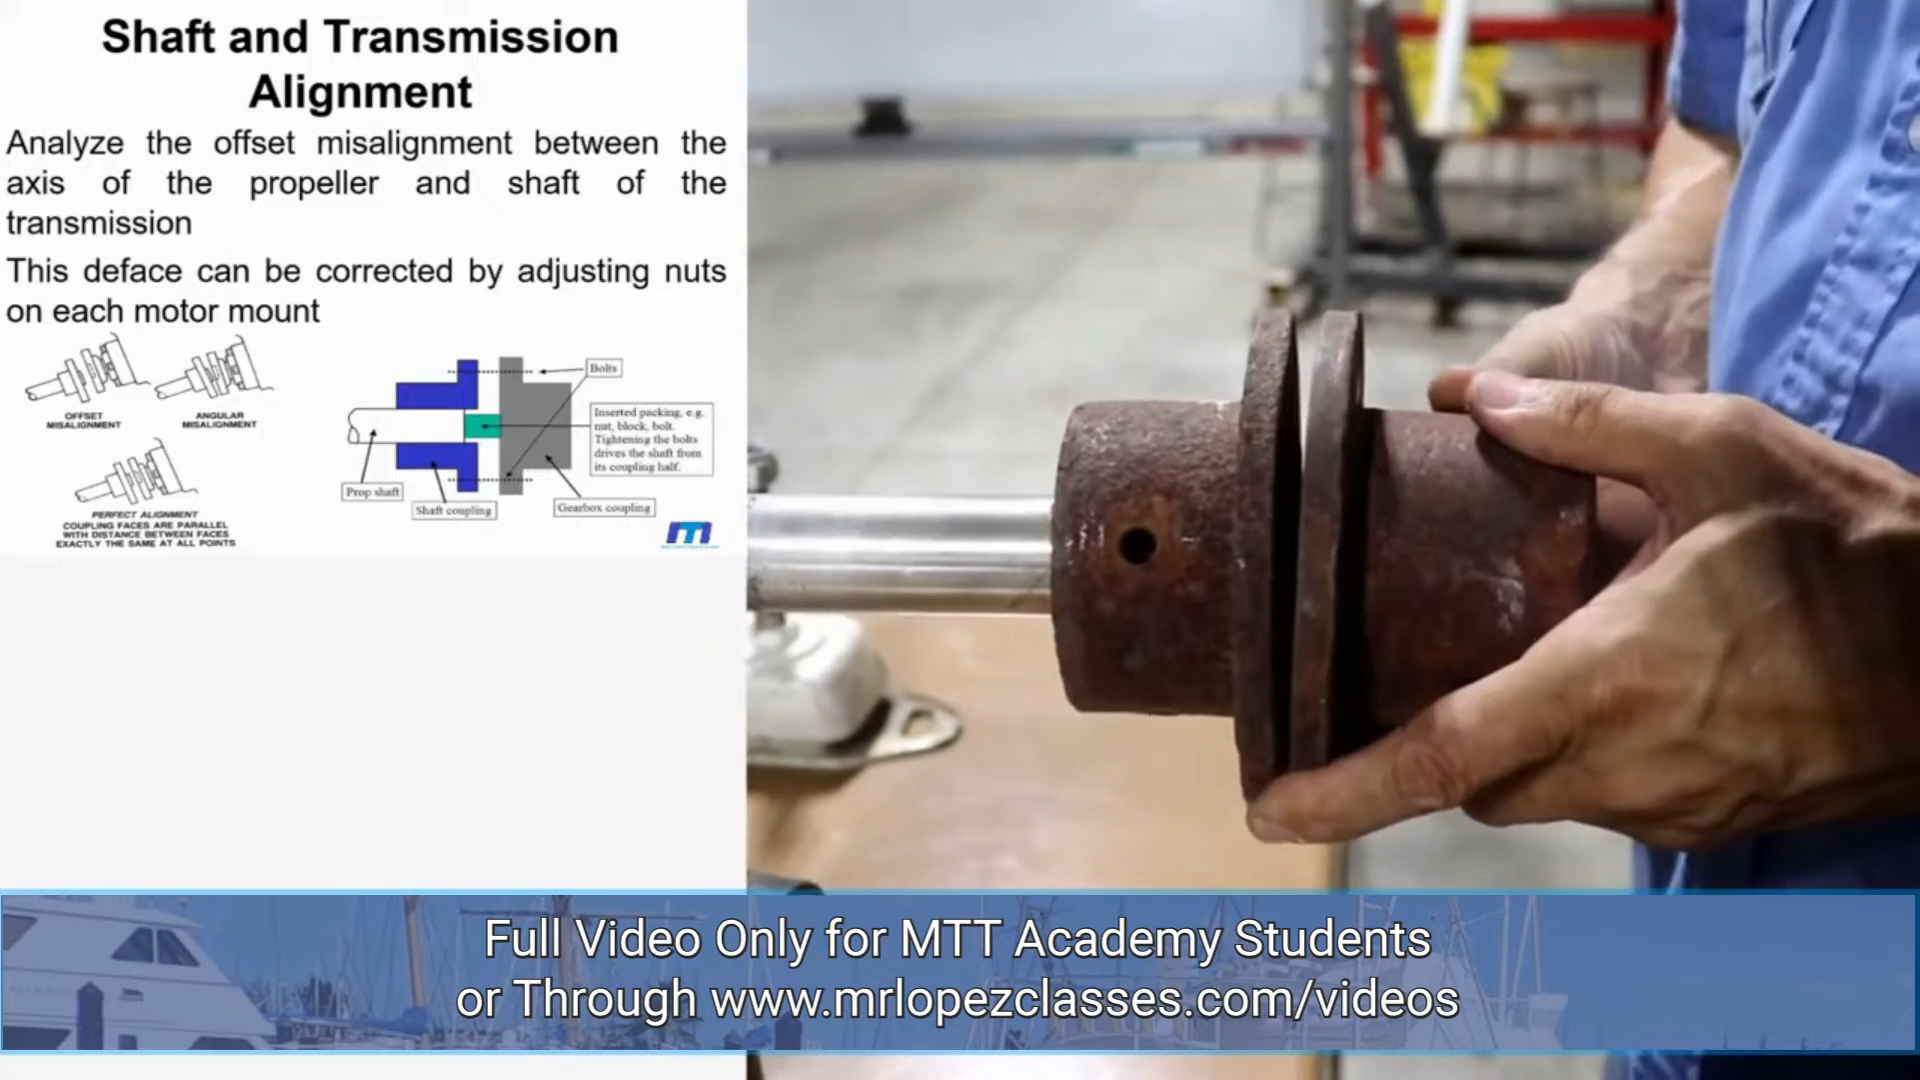 Shaft and Transmission
Alignment
Analyze the offset misalignment between the
axis of the propeller and shaft of the
transmission
This deface can be corrected by adjusting nuts
on each motor mount
OFFSET
MISALIGNMENT
ANGULAR
MISALIGNMENT
PERFECT ALIGNMENT
COUPLING FACES ARE PARALLEL
WITH DISTANCE BETWEEN FACES
EXACTLY THE SAME AT ALL POINTS
Bolts
Inserted packing, e.g.
nut, block, bolt.
Tightening the bolts
drives the shaft from
its coupling half.
Prop shaft
Shaft coupling
Gearbox coupling
Full Video Only for MTT Academy Students
or Through www.mrlopezclasses.com/videos